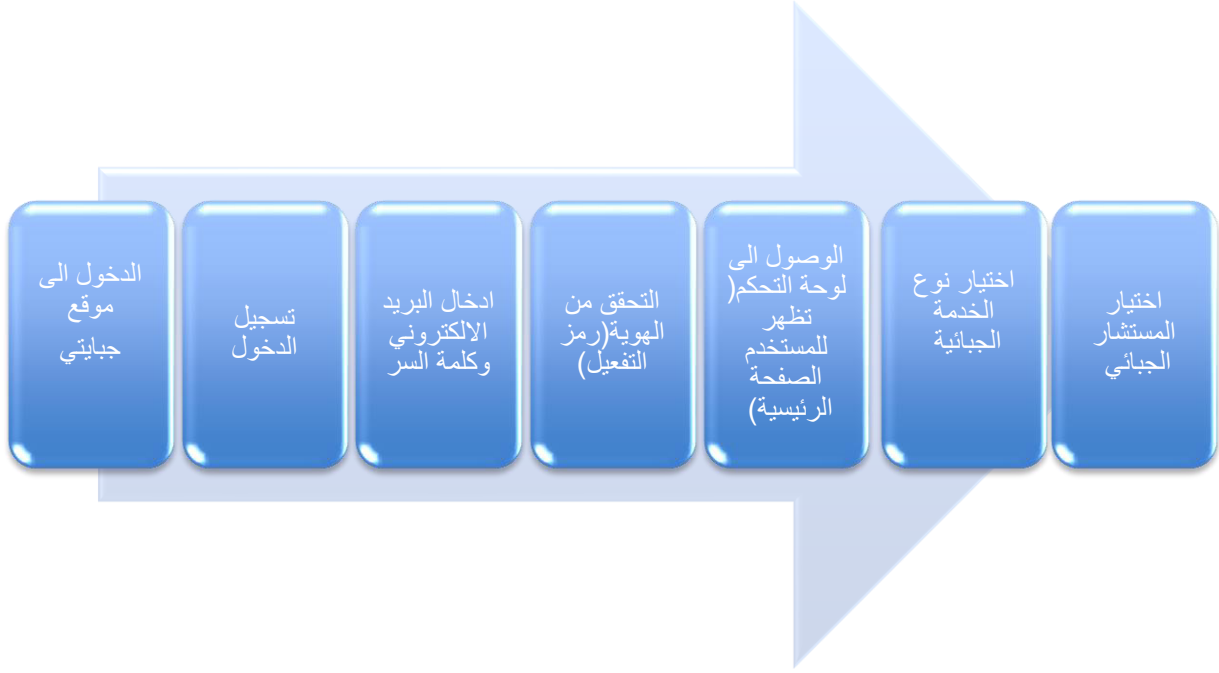 الدخول الى
موقع
جبايتي
تسجيل
الدخول
ادخال البريد
الالكتروني
وكلمة السر
التحقق من
الهوية(رمز
التفعيل)
الوصول الى
لوحة التحكم(
تظهر
للمستخدم
الصفحة
الرئيسية)
اختيار نوع
الخدمة
الجبائية
اختيار
المستشار
الجبائي